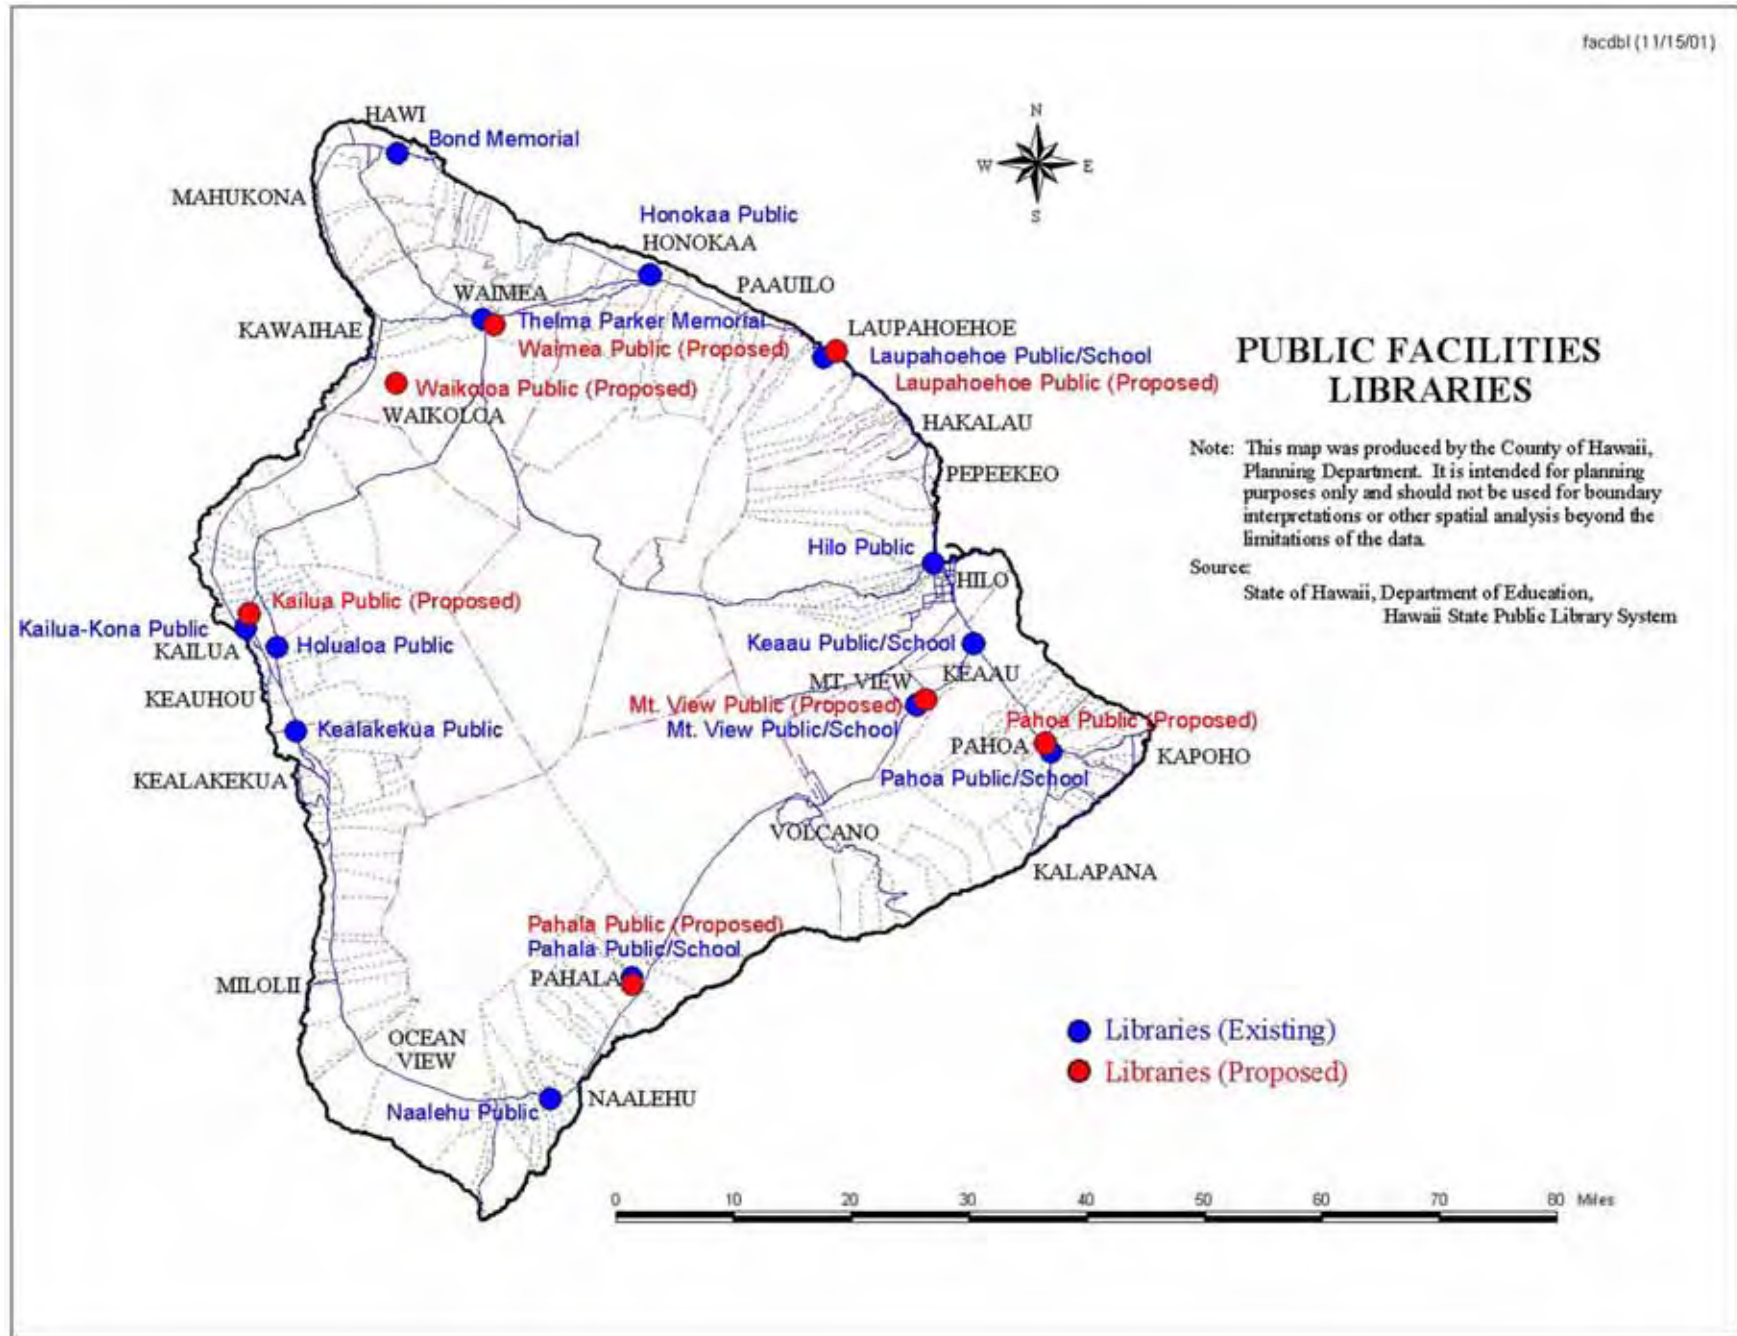 facdbl (11/15/01)
HAWI
Bond Memorial
N
W
E
S
MAHUKONA
Honokaa Public
HONOKAA
PAAUILO
WAIMEA
Thelma Parker Memorial
Waimea Public (Proposed)
KAWAIHAE
LAUPAHOEHOE
Laupahoehoe Public/School
Laupahoehoe Public (Proposed)
Waikoloa Public (Proposed)
WAIKOLOA
HAKALAU
PEPEEKEO
PUBLIC FACILITIES
LIBRARIES
Note: This map was produced by the County of Hawaii,
Planning Department. It is intended for planning
purposes only and should not be used for boundary
interpretations or other spatial analysis beyond the
limitations of the data.
Source:
State of Hawaii, Department of Education,
Hawaii State Public Library System
Hilo Public
HILO
Kailua Public (Proposed)
Kailua-Kona Public
KAILUA
Holualoa Public
Keaau Public/School
KEAAU
KEAUHOU
MT. VIEW
Mt. View Public (Proposed)
Mt. View Public/School
Kealakekua Public
KEALAKEKUA
Pahoa Public (Proposed)
PAHOA
Pahoa Public/School
KAPOHO
VOLCANO
KALAPANA
Pahala Public (Proposed)
Pahala Public/School
PAHALA
MILOLII
OCEAN
VIEW
Naalehu Public
NAALEHU
Libraries (Existing)
Libraries (Proposed)
0 10 20 30 40 50 60 70 80 Miles